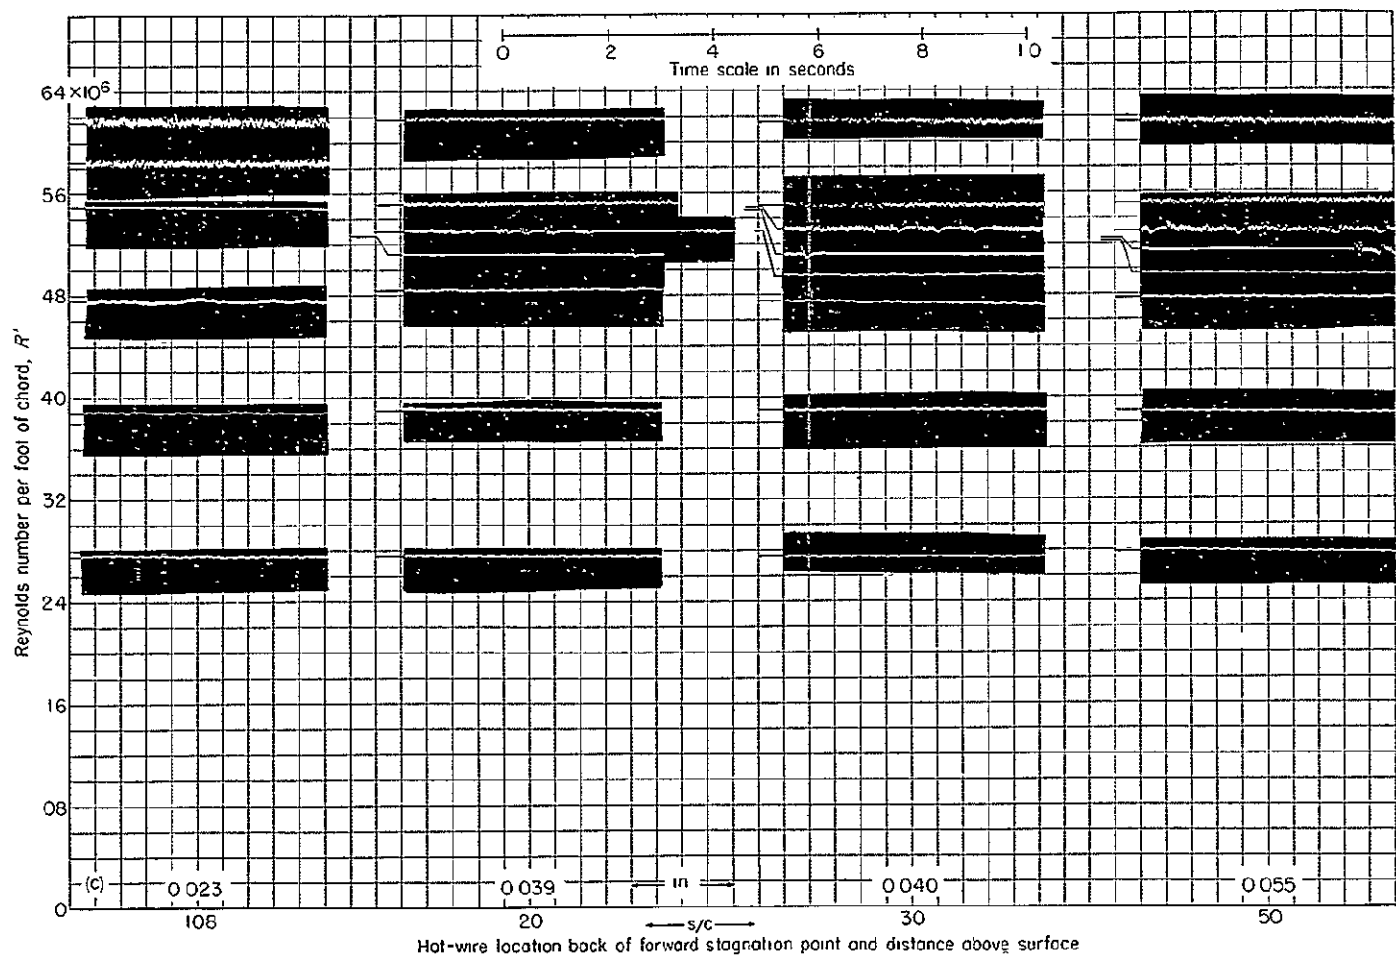 0 2 4 6 8 10
Time scale in seconds
64×10⁶
56
48
40
32
24
16
08
0
Reynolds number per foot of chord, R'
(c) 0 023 0 039 in 0 040 0 055
108 20 s/c 30 50
Hot-wire location back of forward stagnation point and distance above surface